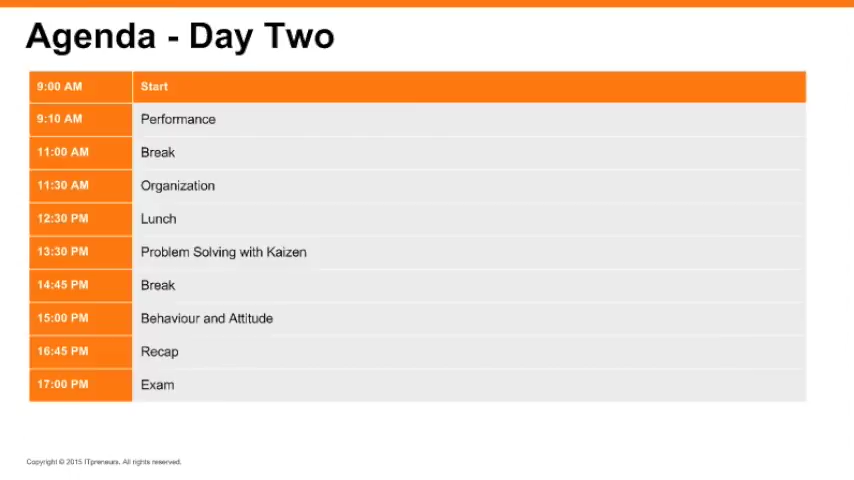 Agenda - Day Two
9:00 AM Start
9:10 AM Performance
11:00 AM Break
11:30 AM Organization
12:30 PM Lunch
13:30 PM Problem Solving with Kaizen
14:45 PM Break
15:00 PM Behaviour and Attitude
16:45 PM Recap
17:00 PM Exam
Copyright © 2015 ITpreneurs. All rights reserved.